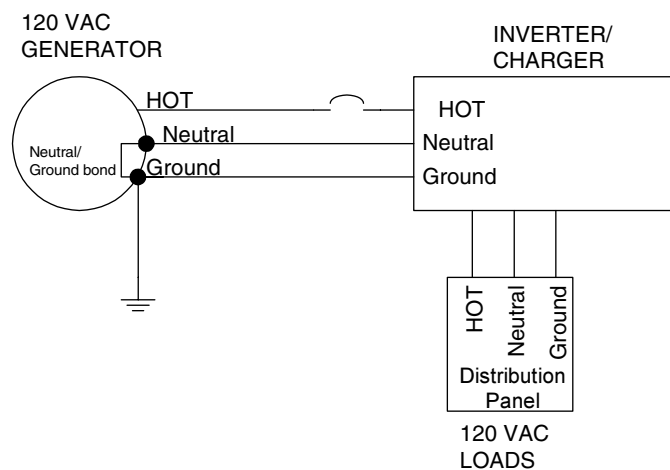 120 VAC
GENERATOR
INVERTER/
CHARGER
HOT
HOT
Neutral
Neutral
Neutral/
Ground bond
Ground
Ground
HOT
Neutral
Ground
Distribution
Panel
120 VAC
LOADS